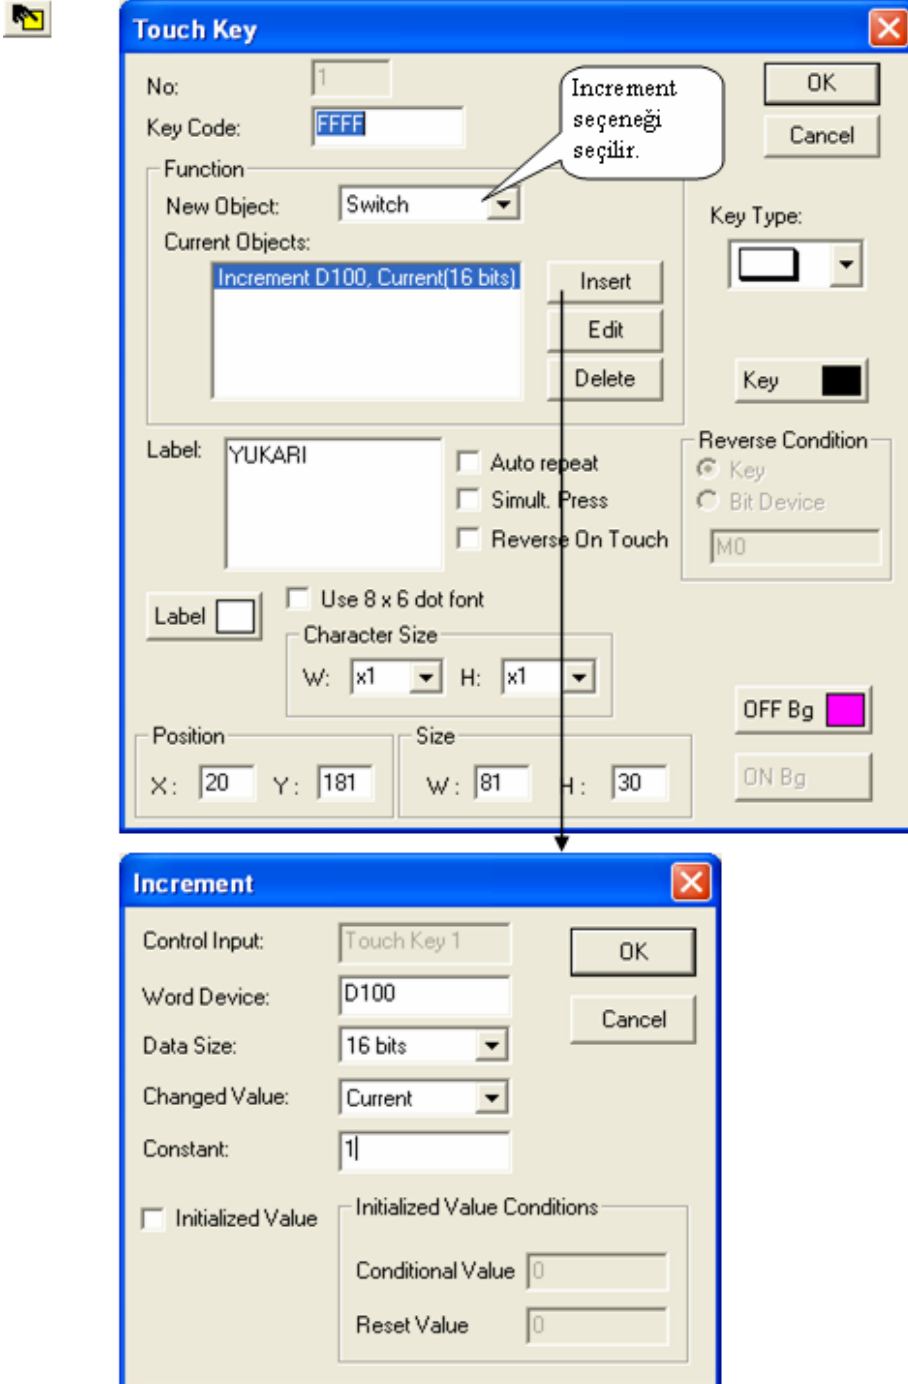 Touch Key
No: 1
Increment
seçeneği
seçilir.
OK
Key Code: FFFF
Cancel
Function
New Object: Switch
Key Type:
Current Objects:
Increment D100, Current(16 bits)
Insert
Edit
Delete
Key
Label: YUKARI
Auto repeat
Simult. Press
Reverse On Touch
Reverse Condition
Key
Bit Device
M0
Label
Use 8 x 6 dot font
Character Size
W: x1 H: x1
OFF Bg
Position
X: 20 Y: 181
Size
W: 81 H: 30
ON Bg
Increment
Control Input: Touch Key 1
OK
Word Device: D100
Cancel
Data Size: 16 bits
Changed Value: Current
Constant: 1
Initialized Value
Initialized Value Conditions
Conditional Value 0
Reset Value 0